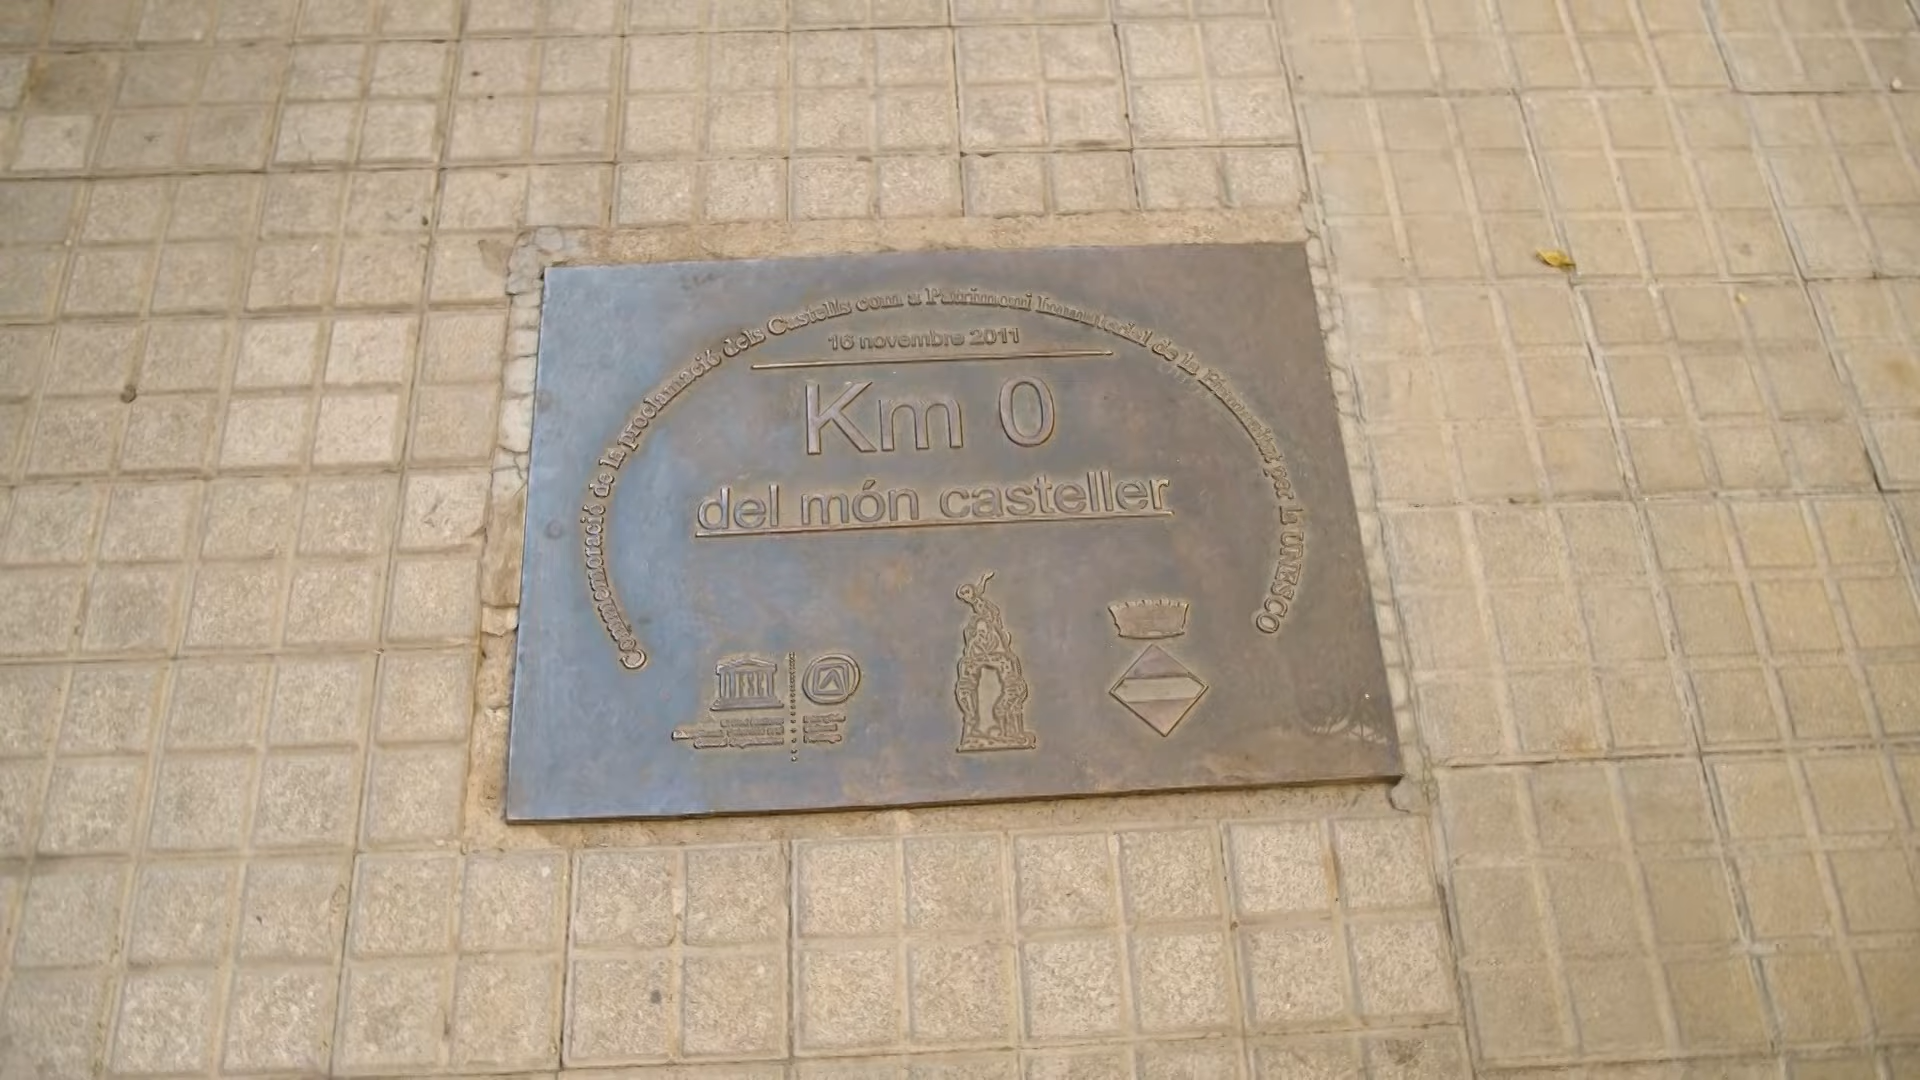 Commemoració de la proclamació dels Castells com a Patrimoni Immaterial de la Humanitat per la UNESCO
16 novembre 2011
Km 0
del món casteller